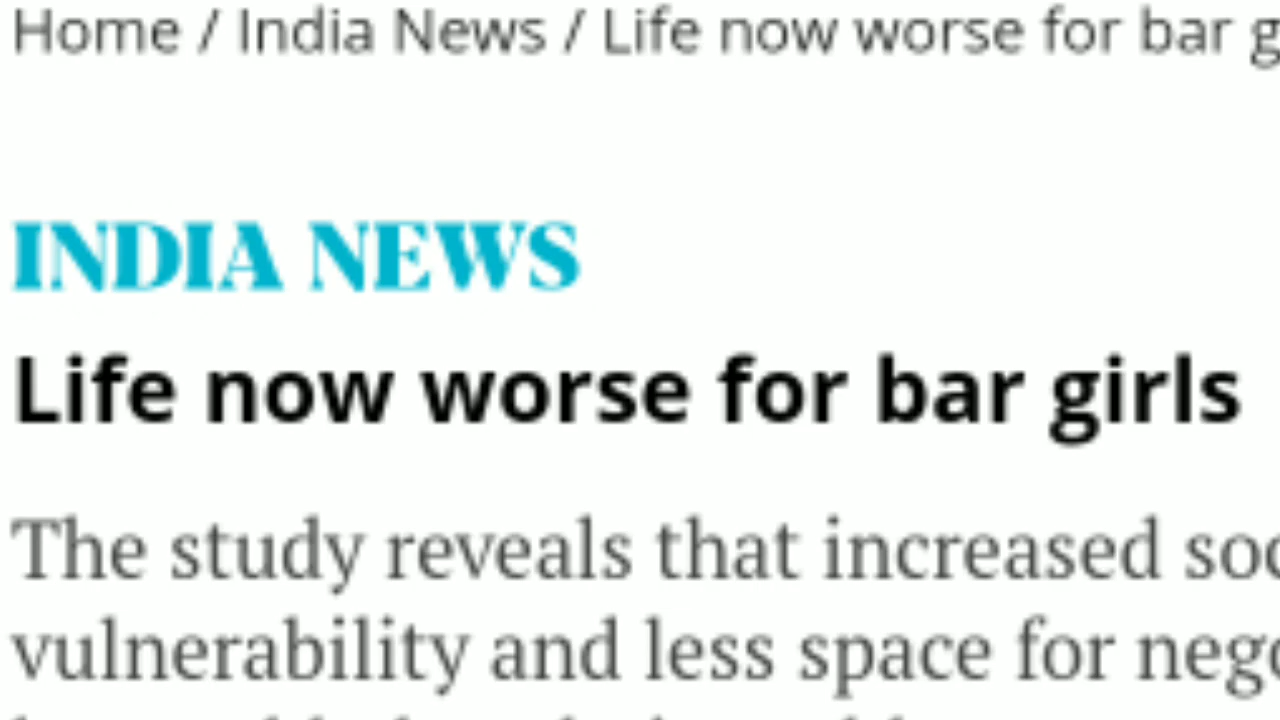 Home / India News / Life now worse for bar
INDIA NEWS
Life now worse for bar girls
The study reveals that increased
vulnerability and less space for